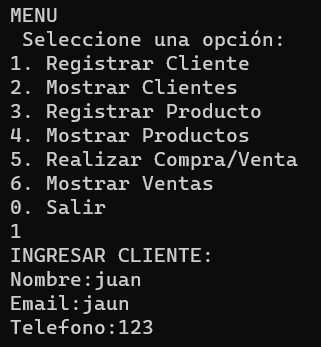 MENU
Seleccione una opción:
1. Registrar Cliente
2. Mostrar Clientes
3. Registrar Producto
4. Mostrar Productos
5. Realizar Compra/Venta
6. Mostrar Ventas
0. Salir
1
INGRESAR CLIENTE:
Nombre:juan
Email:jaun
Telefono:123